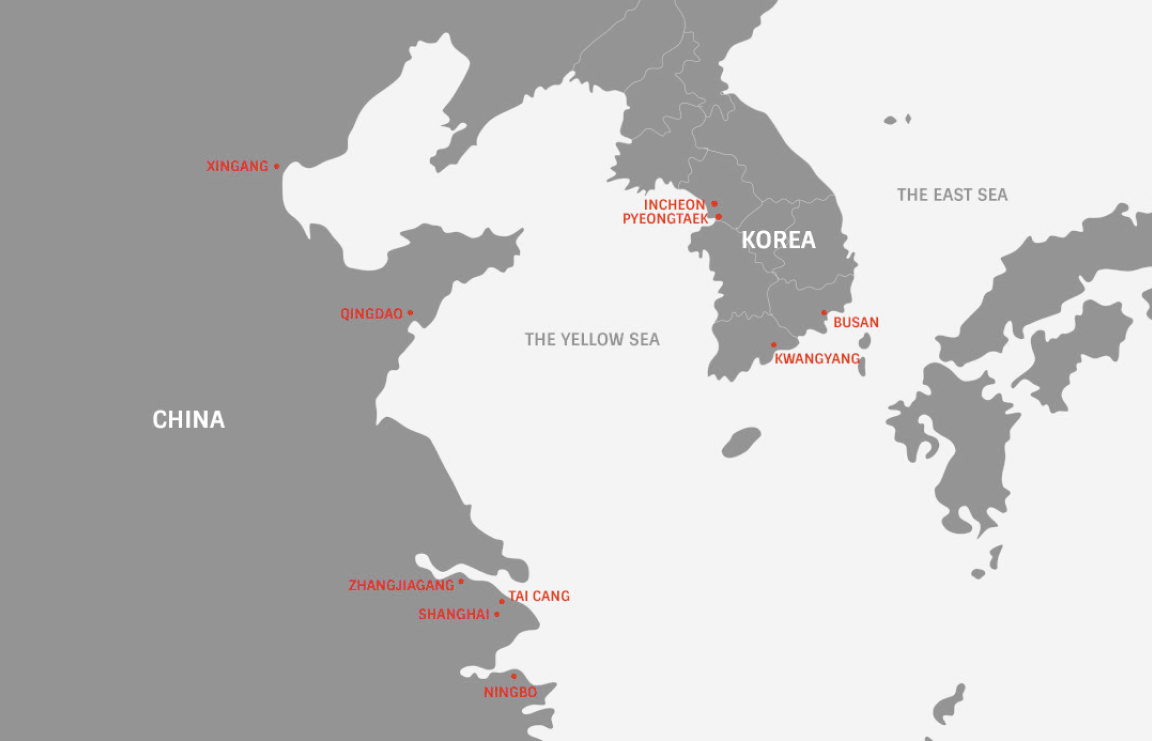 XINGANG
THE EAST SEA
INCHEON
PYEONGTAEK
KOREA
QINGDAO
BUSAN
THE YELLOW SEA
KWANGYANG
CHINA
ZHANGJIAGANG
TAI CANG
SHANGHAI
NINGBO